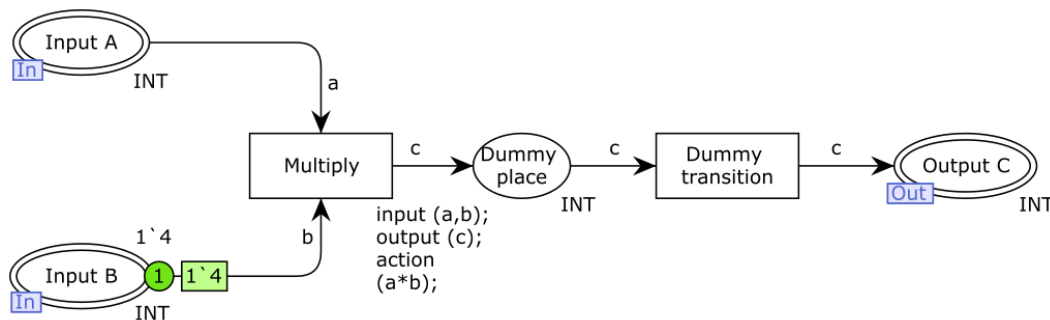 Input A
In
INT
a
Multiply
c
Dummy
place
INT
c
Dummy
transition
c
Output C
Out
INT
input (a,b);
output (c);
action
(a*b);
b
1`4
Input B
1
1`4
In
INT